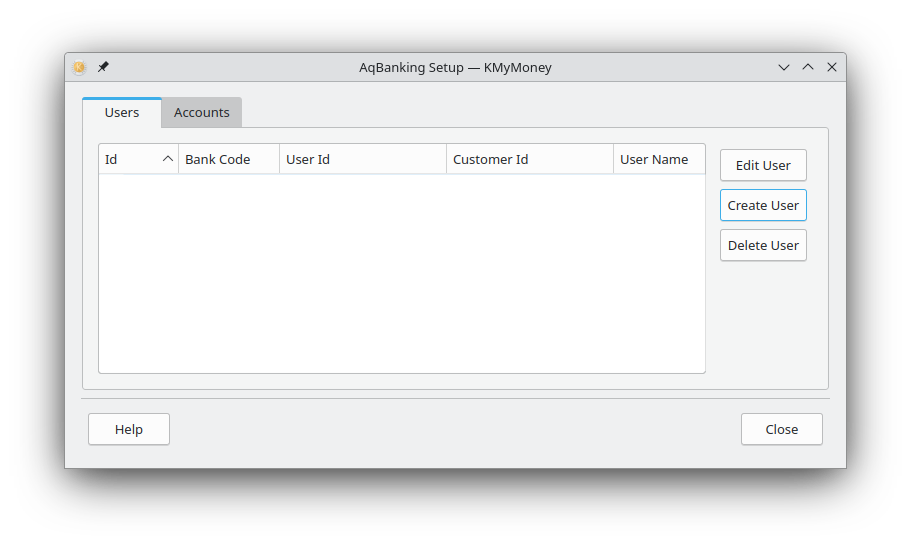 AqBanking Setup — KMyMoney
Users Accounts
Id Bank Code User Id Customer Id User Name
Edit User
Create User
Delete User
Help Close